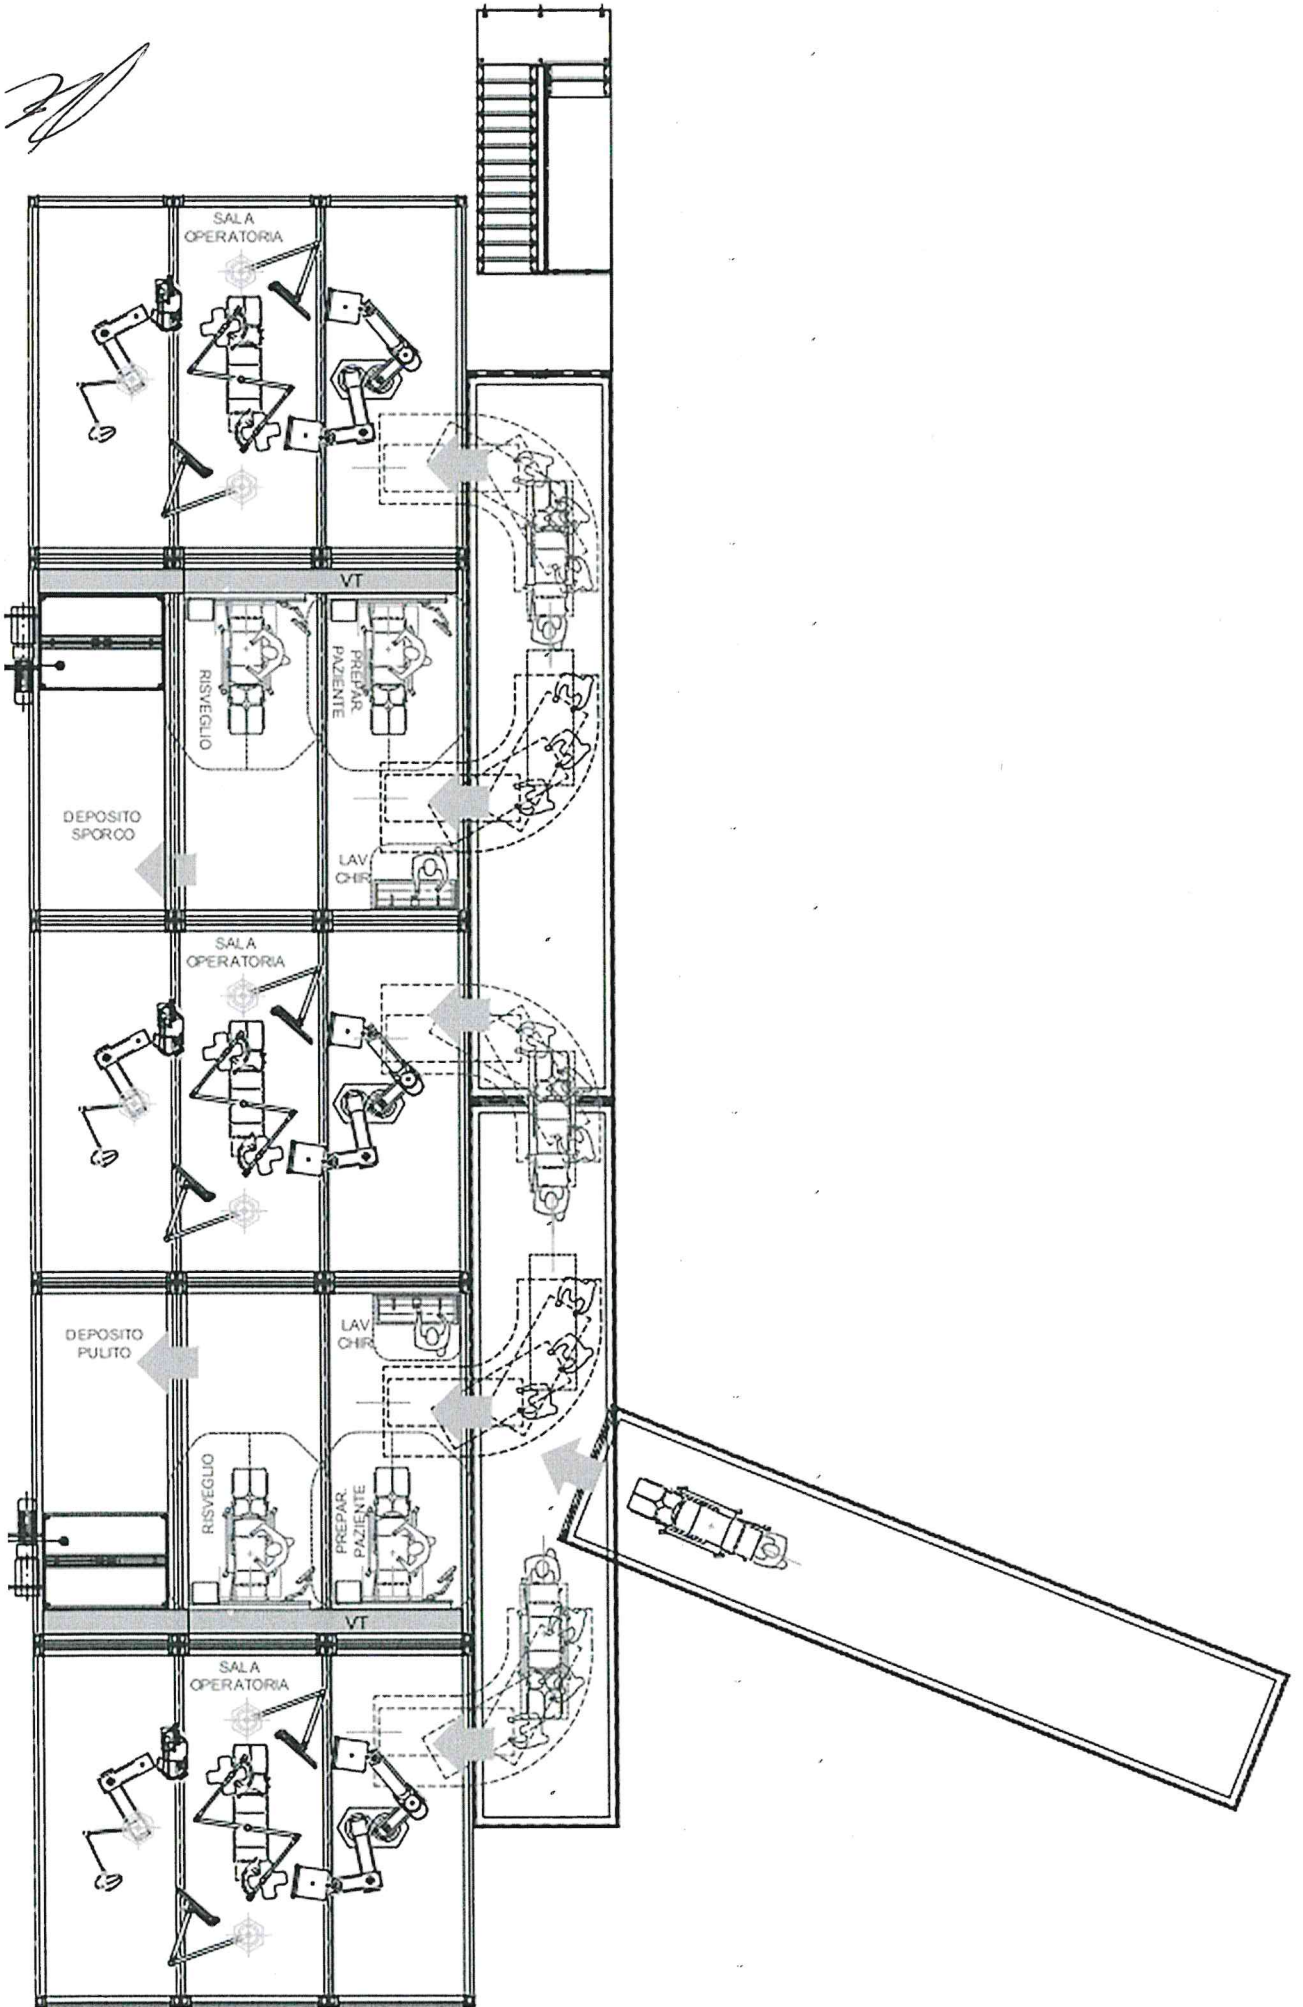 SALA
OPERATORIA
VT
RISVEGLIO
PREPAR.
PAZIENTE
DEPOSITO
SPORCO
LAV
CHIR
SALA
OPERATORIA
DEPOSITO
PULITO
LAV
CHIR
RISVEGLIO
PREPAR.
PAZIENTE
VT
SALA
OPERATORIA